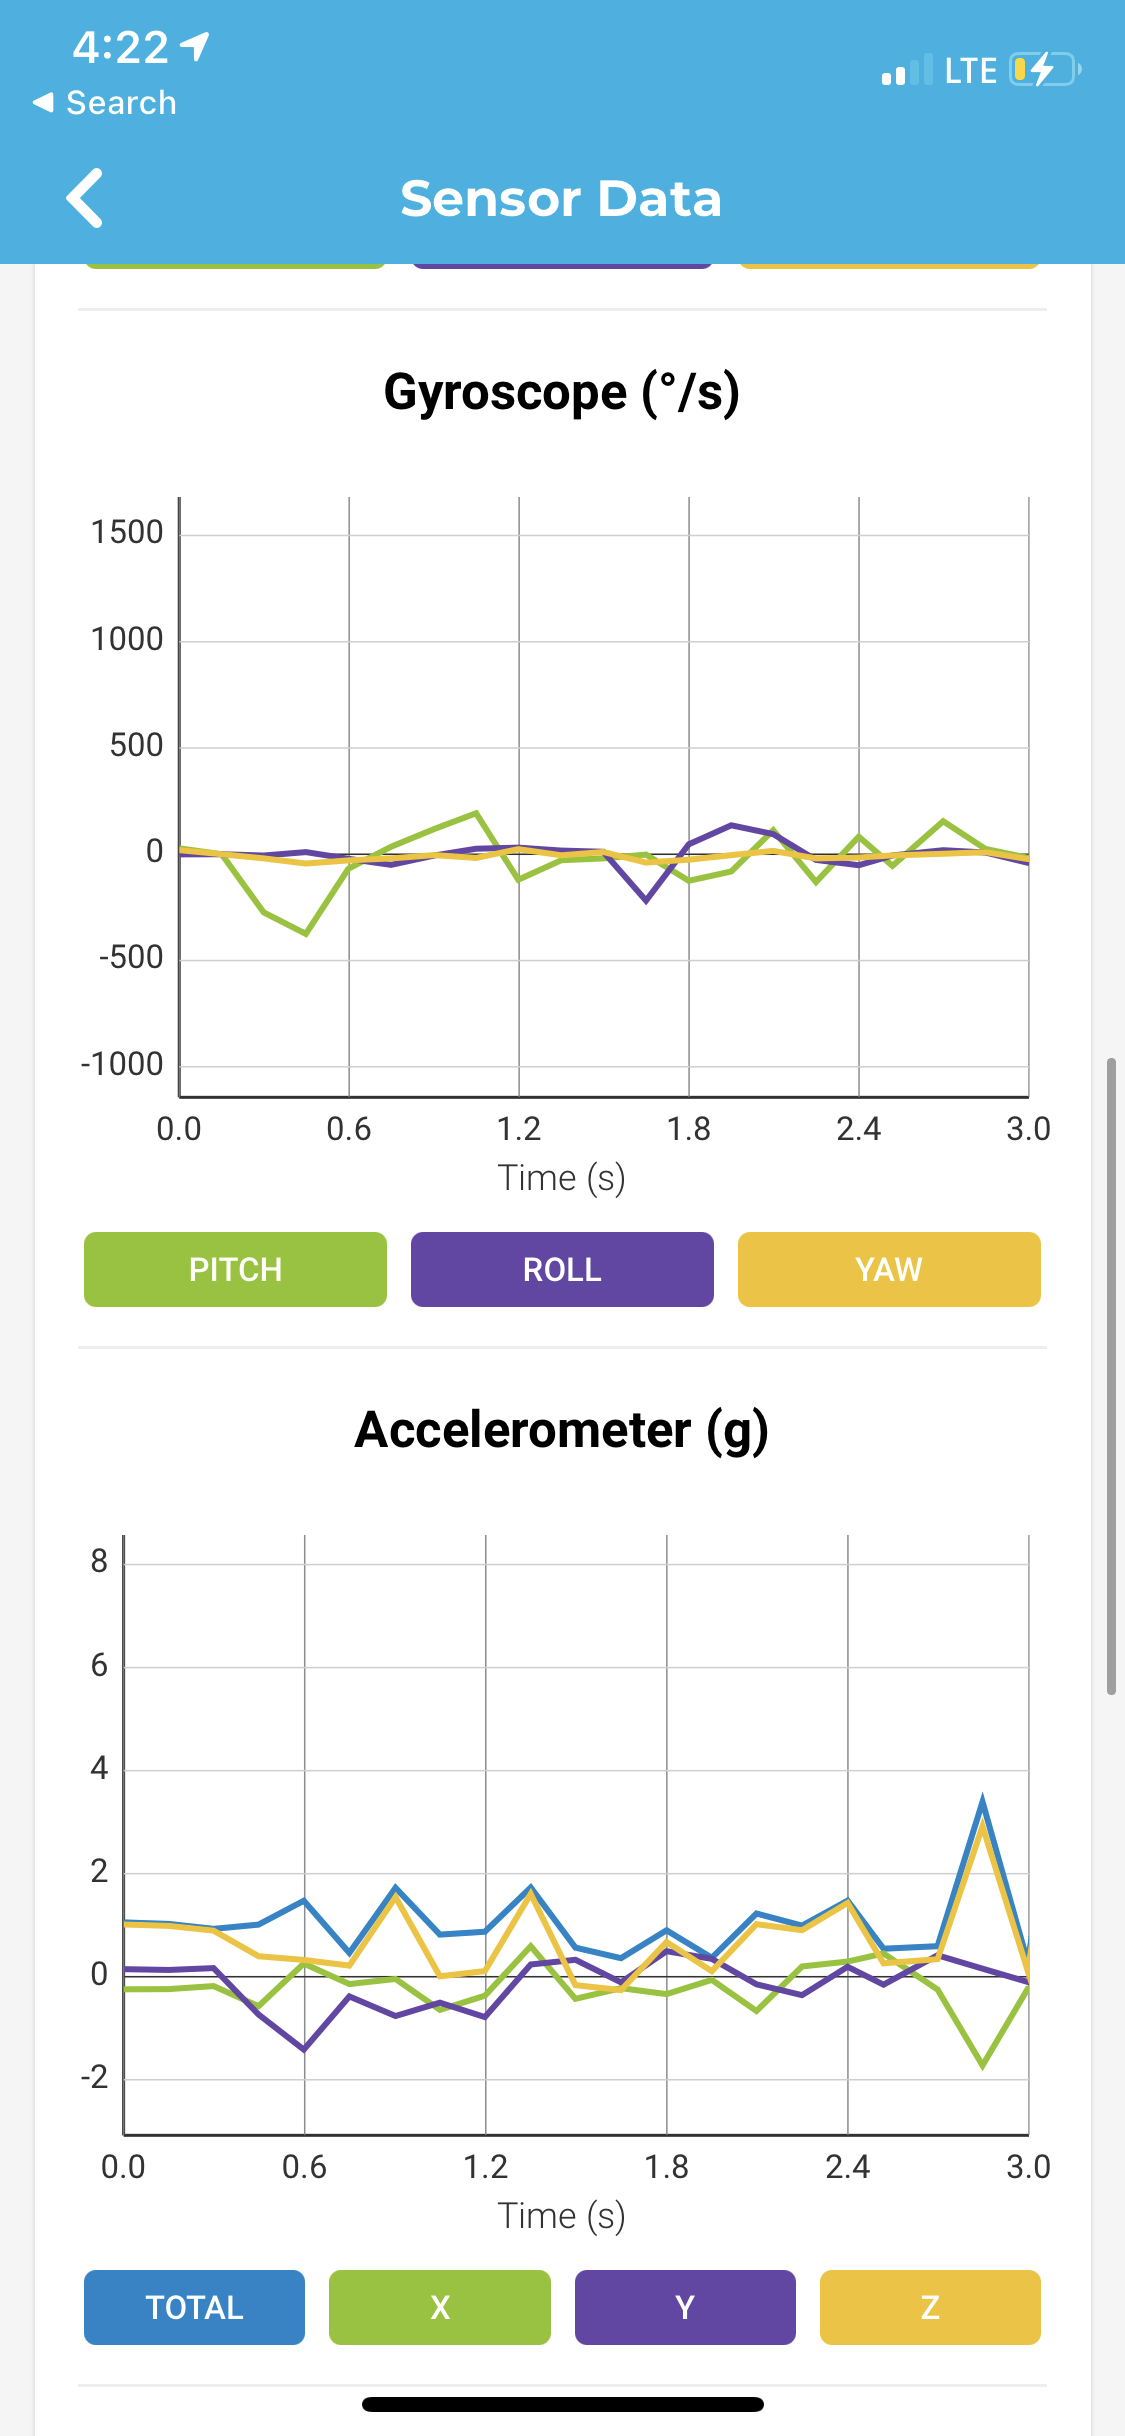 4:22
LTE
◀ Search
Sensor Data
Gyroscope (°/s)
1500
1000
500
0
-500
-1000
0.0 0.6 1.2 1.8 2.4 3.0
Time (s)
PITCH ROLL YAW
Accelerometer (g)
8
6
4
2
0
-2
0.0 0.6 1.2 1.8 2.4 3.0
Time (s)
TOTAL X Y Z